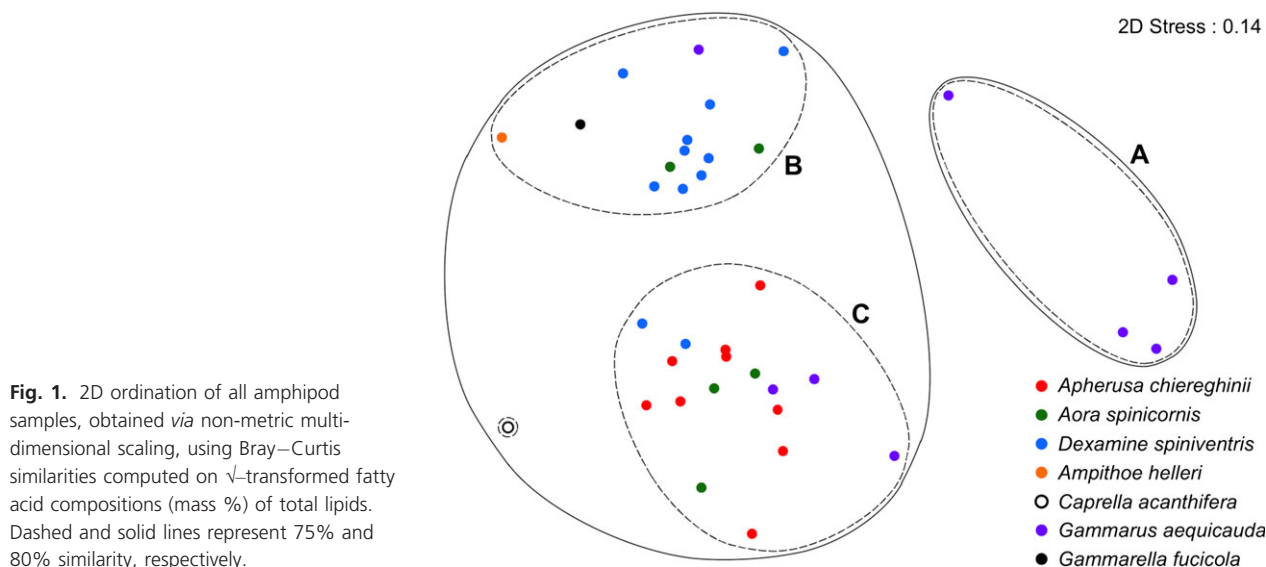 2D Stress : 0.14
A
B
C
Apherusa chiereghinii
Aora spinicornis
Dexamine spiniventris
Ampithoe helleri
Caprella acanthifera
Gammarus aequicauda
Gammarella fucicola
Fig. 1. 2D ordination of all amphipod
samples, obtained via non-metric multi-
dimensional scaling, using Bray–Curtis
similarities computed on √–transformed fatty
acid compositions (mass %) of total lipids.
Dashed and solid lines represent 75% and
80% similarity, respectively.